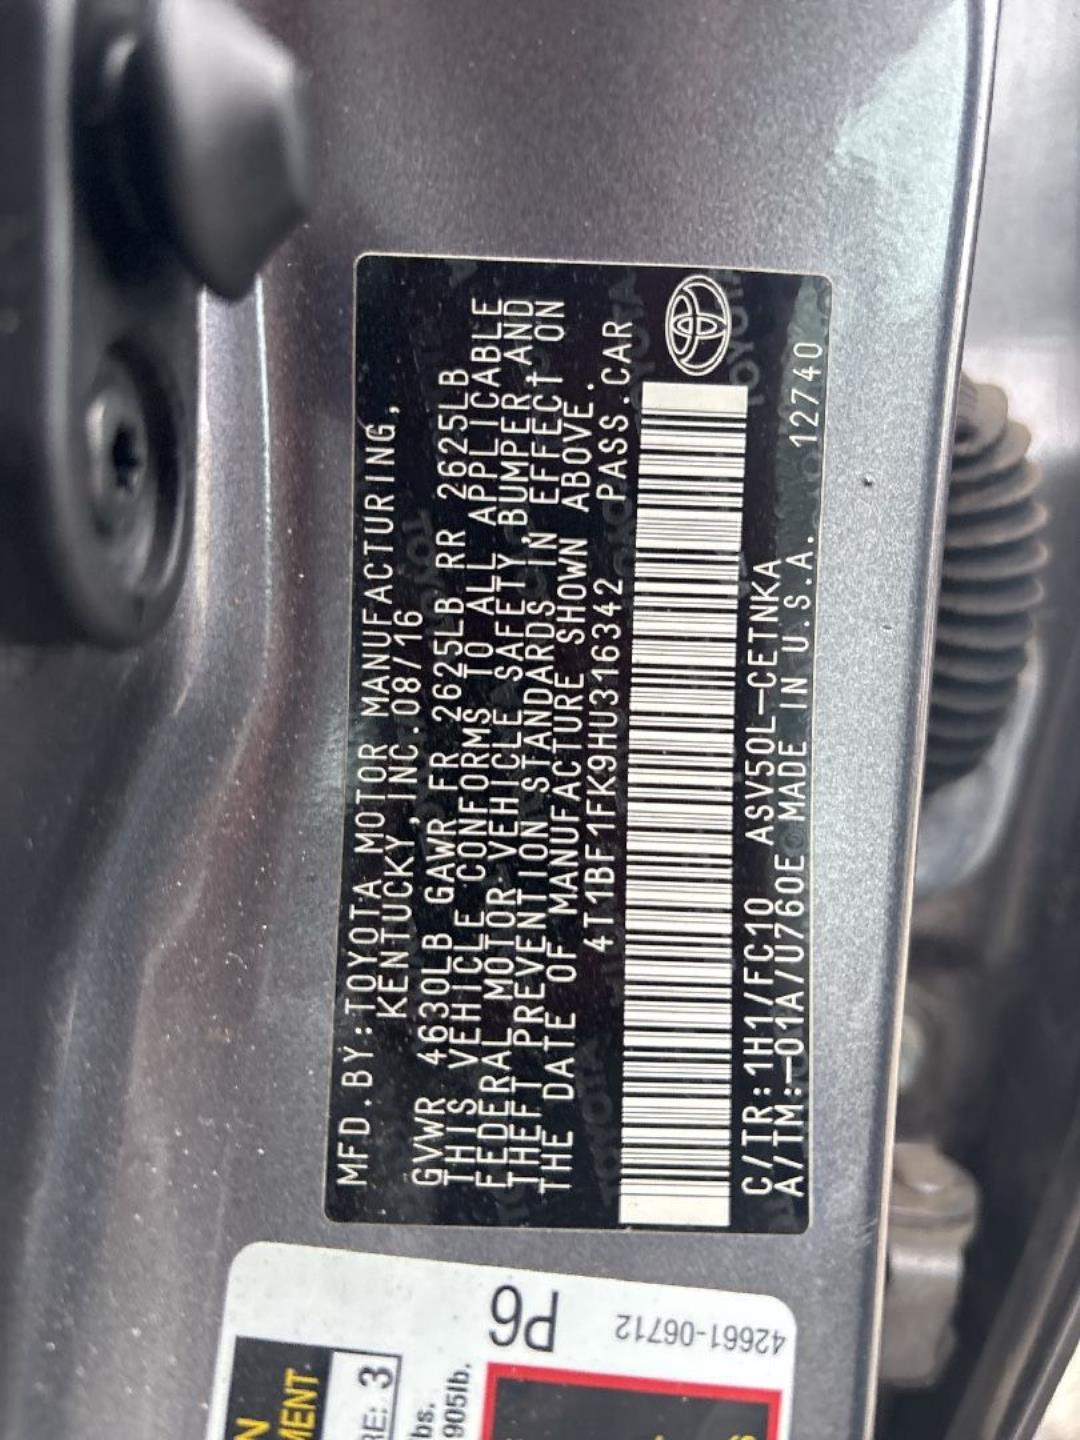 MFD.BY:TOYOTA MOTOR MANUFACTURING,
KENTUCKY,INC.08/16
GVWR 4630LB GAWR FR 2625LB RR 2625LB
THIS VEHICLE CONFORMS TO ALL APPLICABLE
FEDERAL MOTOR VEHICLE SAFETY,BUMPER,AND
THEFT PREVENTION STANDARDS IN EFFECT ON
THE DATE OF MANUFACTURE SHOWN ABOVE.
4T1BF1FK9HU316342 PASS.CAR
C/TR:1H1/FC10 ASV50L-CETNKA
A/TM:-01A/U760E MADE IN U.S.A. 12740
P6
42661-06712
3
905lb.